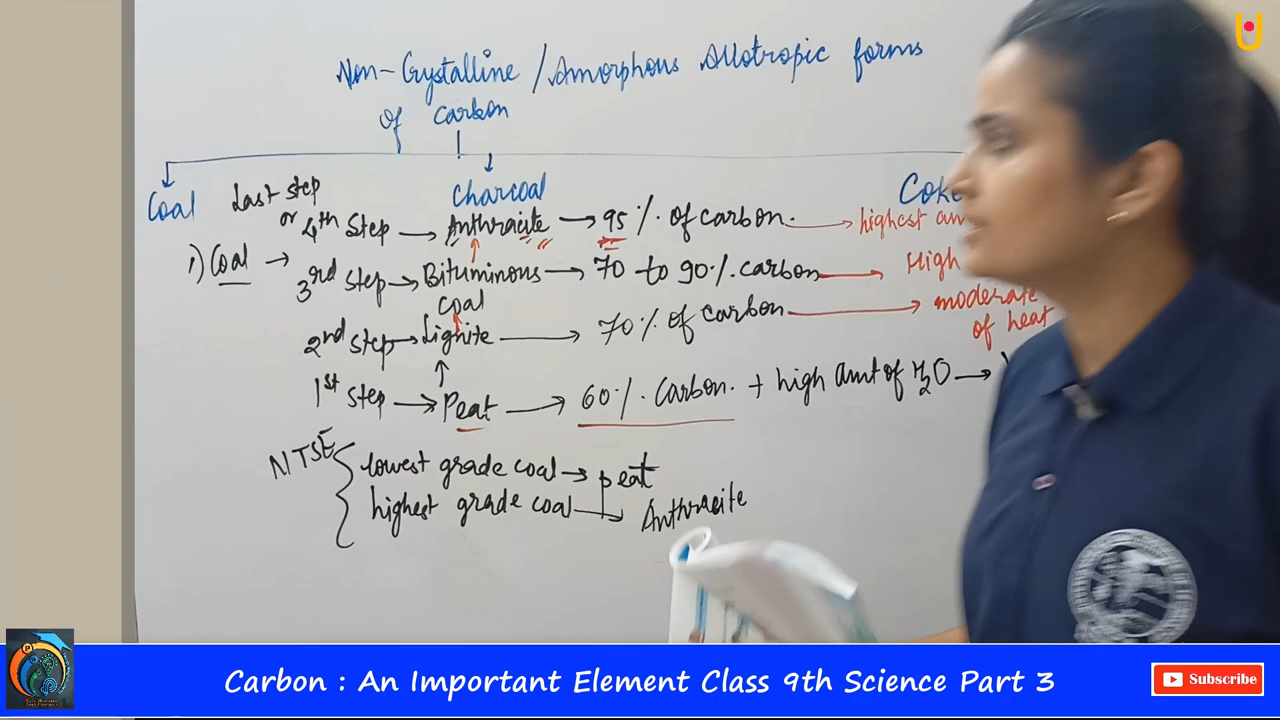 Non-Crystalline / Amorphous Allotropic forms
of carbon
Coal
Charcoal
Last step
or 4th Step → Anthracite → 95 % of carbon. → highest
1) Coal → 3rd step → Bituminous coal → 70 to 90 % carbon → High
2nd step → Lignite → 70 % of carbon → moderate
of heat
1st step → Peat → 60 % Carbon. + high amt of H2O →
NTSE { lowest grade coal → peat
highest grade coal → Anthracite
Carbon : An Important Element Class 9th Science Part 3
Subscribe